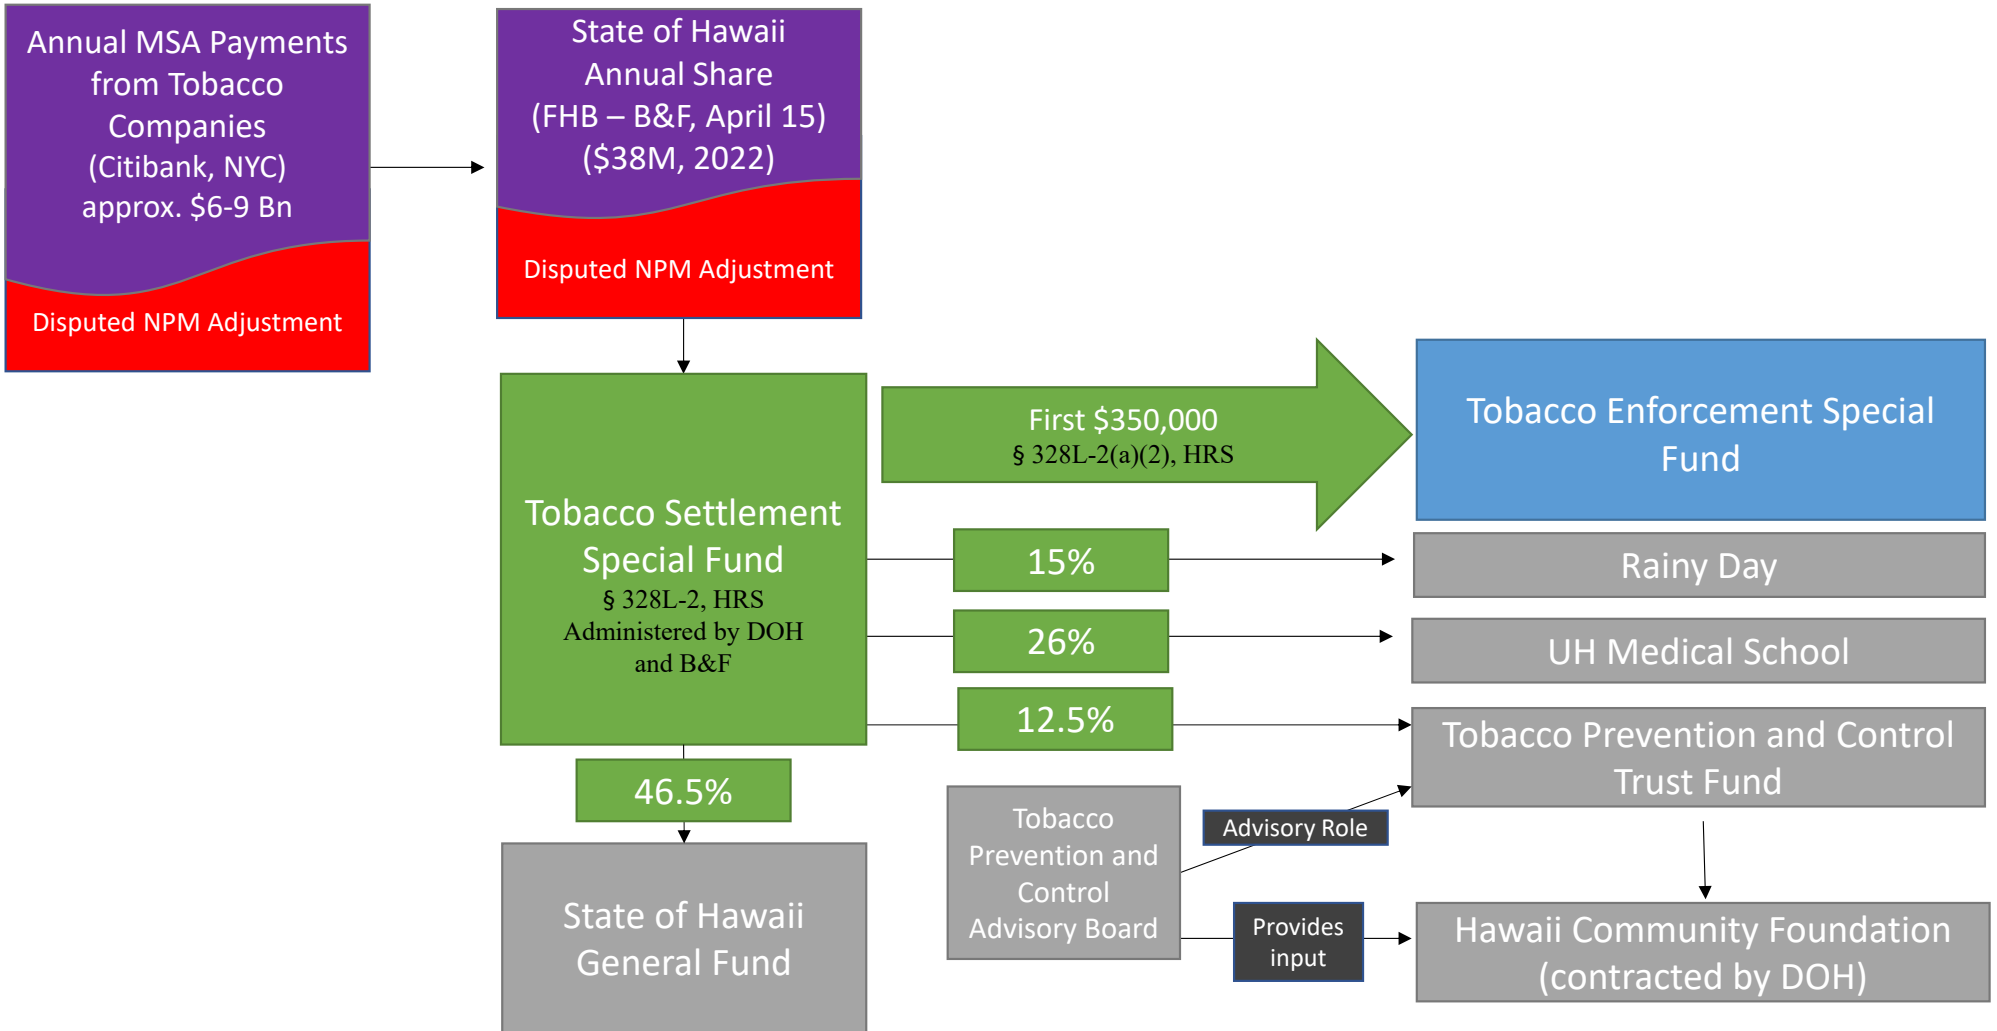 Annual MSA Payments
from Tobacco
Companies
(Citibank, NYC)
approx. $6-9 Bn
Disputed NPM Adjustment
State of Hawaii
Annual Share
(FHB – B&F, April 15)
($38M, 2022)
Disputed NPM Adjustment
Tobacco Settlement
Special Fund
§ 328L-2, HRS
Administered by DOH
and B&F
First $350,000
§ 328L-2(a)(2), HRS
Tobacco Enforcement Special
Fund
15%
Rainy Day
26%
UH Medical School
12.5%
Tobacco Prevention and Control
Trust Fund
46.5%
State of Hawaii
General Fund
Tobacco
Prevention and
Control
Advisory Board
Advisory Role
Provides
input
Hawaii Community Foundation
(contracted by DOH)